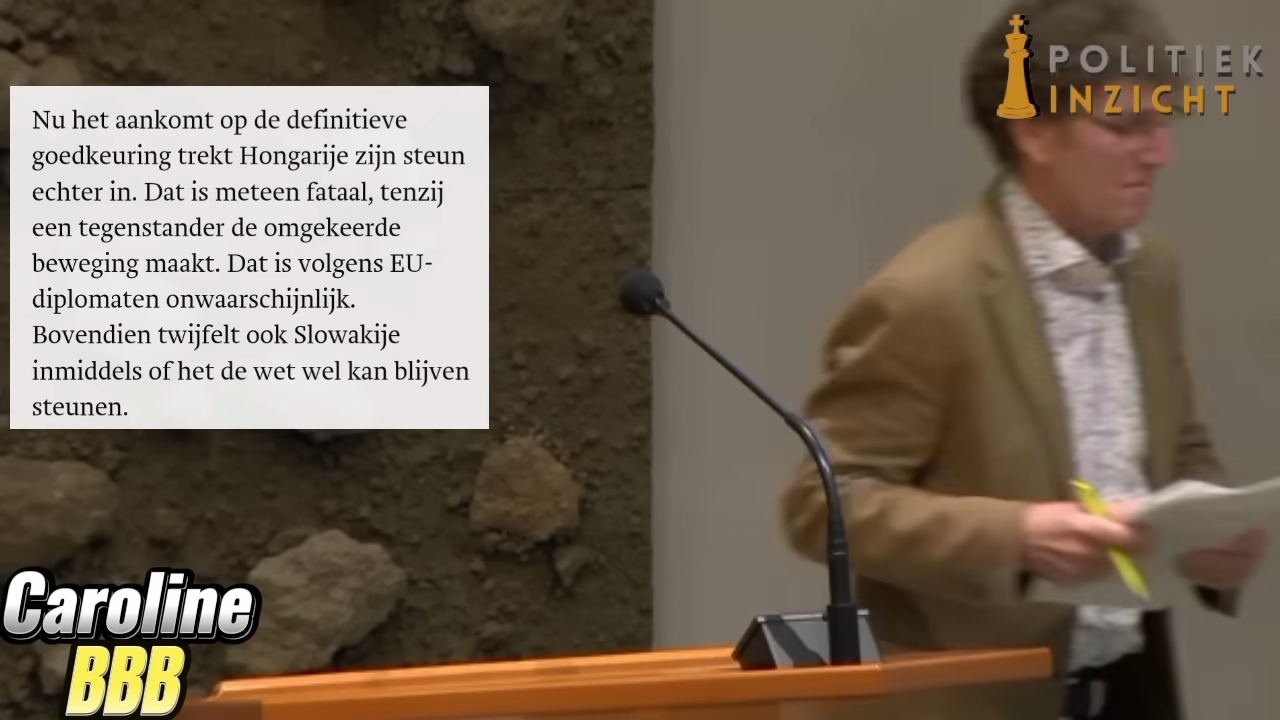 POLITIEK
INZICHT
Nu het aankomt op de definitieve
goedkeuring trekt Hongarije zijn steun
echter in. Dat is meteen fataal, tenzij
een tegenstander de omgekeerde
beweging maakt. Dat is volgens EU-
diplomaten onwaarschijnlijk.
Bovendien twijfelt ook Slowakije
inmiddels of het de wet wel kan blijven
steunen.
Caroline
BBB